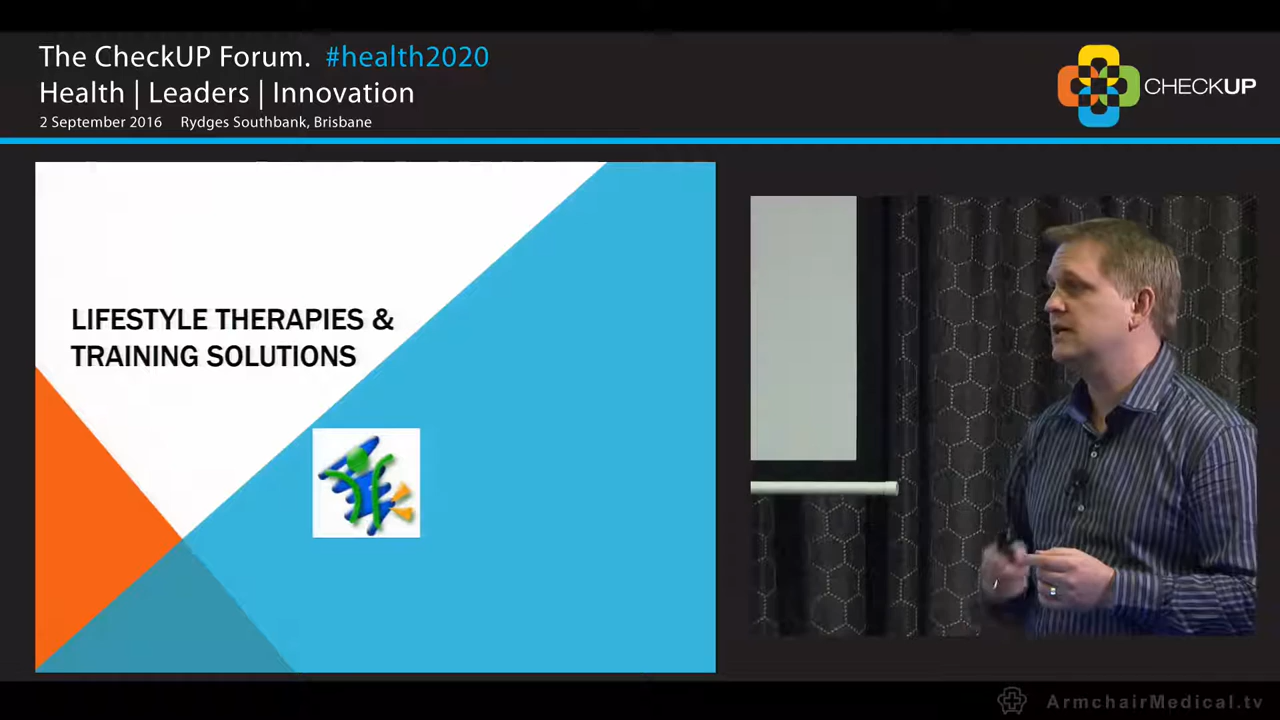 The CheckUP Forum. #health2020
Health | Leaders | Innovation
2 September 2016 Rydges Southbank, Brisbane
CHECKUP
LIFESTYLE THERAPIES &
TRAINING SOLUTIONS
ArmchairMedical.tv